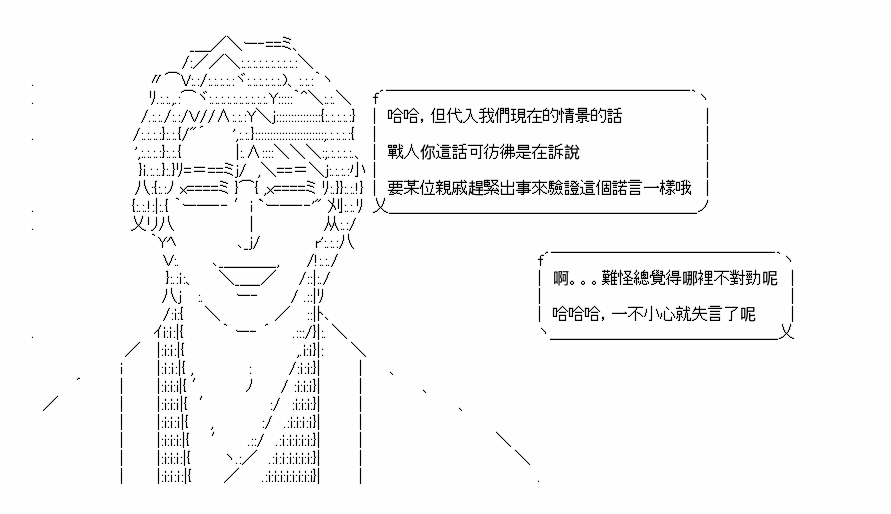 哈哈，但代入我們現在的情景的話
戰人你這話可彷彿是在訴說
要某位親戚趕緊出事來驗證這個諾言一樣哦
啊。。。難怪總覺得哪裡不對勁呢
哈哈哈，一不小心就失言了呢